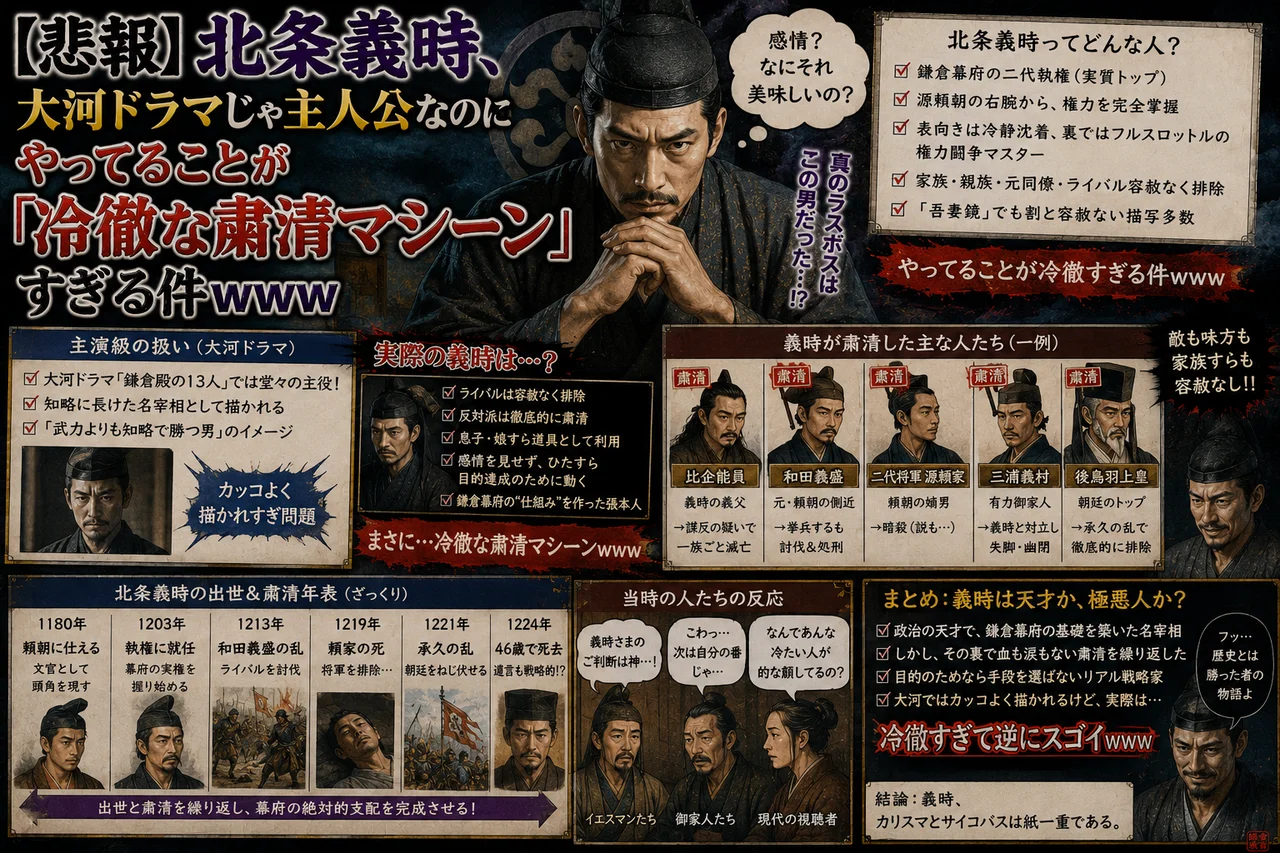 【悲報】北条義時、
大河ドラマじゃ主人公なのに
やってることが
「冷徹な粛清マシーン」
すぎる件www
感情？
なにそれ
美味しいの？
真のラスボスは
この男だった…!?
北条義時ってどんな人？
鎌倉幕府の二代執権（実質トップ）
源頼朝の右腕から、権力を完全掌握
表向きは冷静沈着、裏ではフルスロットルの
権力闘争マスター
家族・親族・元同僚・ライバル容赦なく排除
「吾妻鏡」でも割と容赦ない描写多数
やってることが冷徹すぎる件www
主演級の扱い（大河ドラマ）
大河ドラマ「鎌倉殿の13人」では堂々の主役！
知略に長けた名宰相として描かれる
「武力よりも知略で勝つ男」のイメージ
カッコよく
描かれすぎ問題
実際の義時は…？
ライバルは容赦なく排除
反対派は徹底的に粛清
息子・娘すら道具として利用
感情を見せず、ひたすら
目的達成のために動く
鎌倉幕府の“仕組み”を作った張本人
まさに…冷徹な粛清マシーンwww
義時が粛清した主な人たち（一例）
粛清
比企能員
義時の義父
→謀反の疑いで
一族ごと滅亡
粛清
和田義盛
元・頼朝の側近
→挙兵するも
討伐＆処刑
粛清
二代将軍 源頼家
頼朝の嫡男
→暗殺（説も…）
粛清
三浦義村
有力御家人
→義時と対立し
失脚・幽閉
粛清
後鳥羽上皇
朝廷のトップ
→承久の乱で
徹底的に排除
敵も味方も
家族すらも
容赦なし!!
北条義時の出世＆粛清年表（ざっくり）
1180年
頼朝に仕える
文官として
頭角を現す
1203年
執権に就任
幕府の実権を
握り始める
1213年
和田義盛の乱
ライバルを討伐
1219年
頼家の死
将軍を排除…
1221年
承久の乱
朝廷をねじ伏せる
1224年
46歳で死去
遺言も戦略的!?
出世と粛清を繰り返し、幕府の絶対的支配を完成させる！
当時の人たちの反応
義時さまの
ご判断は神…！
イエスマンたち
こわっ…
次は自分の番
じゃ…
御家人たち
なんであんな
冷たい人が
的な顔してるの？
現代の視聴者
まとめ：義時は天才か、極悪人か？
政治の天才で、鎌倉幕府の基礎を築いた名宰相
しかし、その裏で血も涙もない粛清を繰り返した
目的のためなら手段を選ばないリアル戦略家
大河ではカッコよく描かれるけど、実際は…
冷徹すぎて逆にスゴイwww
フッ…
歴史とは
勝った者の
物語よ
結論：義時、
カリスマとサイコパスは紙一重である。